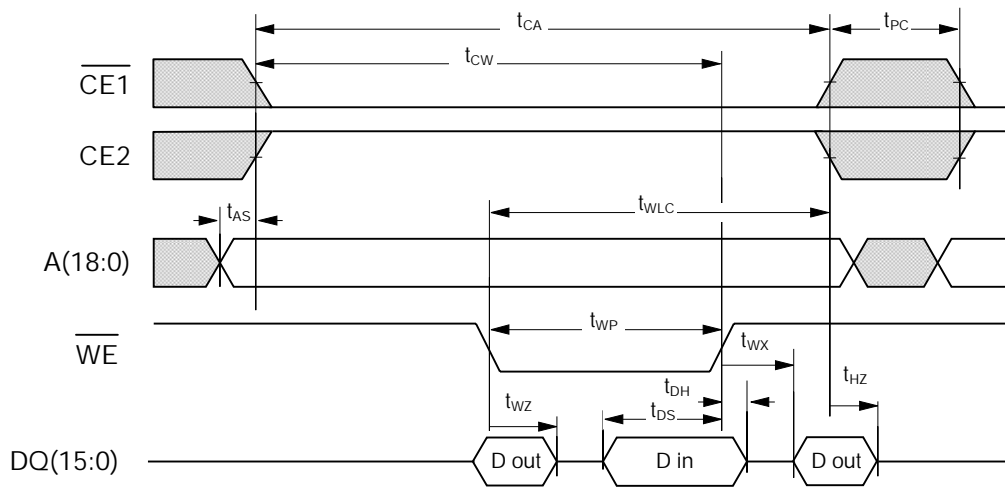 tCA
tPC
CE1
tCW
CE2
tWLC
tAS
A(18:0)
tWP
WE
tWX
tHZ
tDH
tWZ
tDS
DQ(15:0)
D out
D in
D out